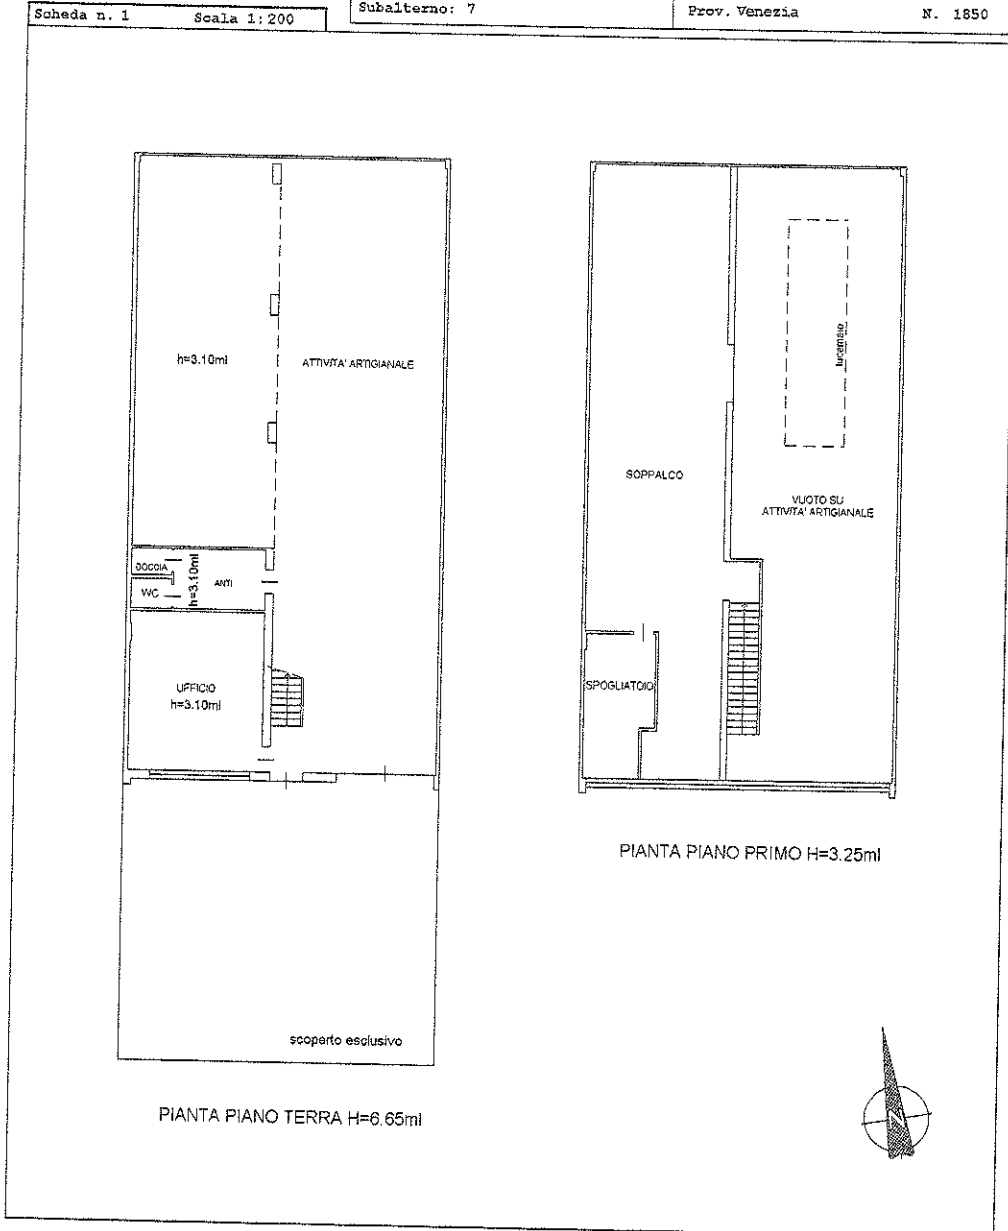 Scheda n. 1 Scala 1:200
Subalterno: 7
Prov. Venezia N. 1850
h=3.10ml
ATTIVITA' ARTIGIANALE
DOCCIA
WC
h=3.10ml
ANTI
UFFICIO
h=3.10ml
scoperto esclusivo
PIANTA PIANO TERRA H=6.65ml
lucernaio
SOPPALCO
VUOTO SU
ATTIVITA' ARTIGIANALE
SPOGLIATOIO
PIANTA PIANO PRIMO H=3.25ml
N